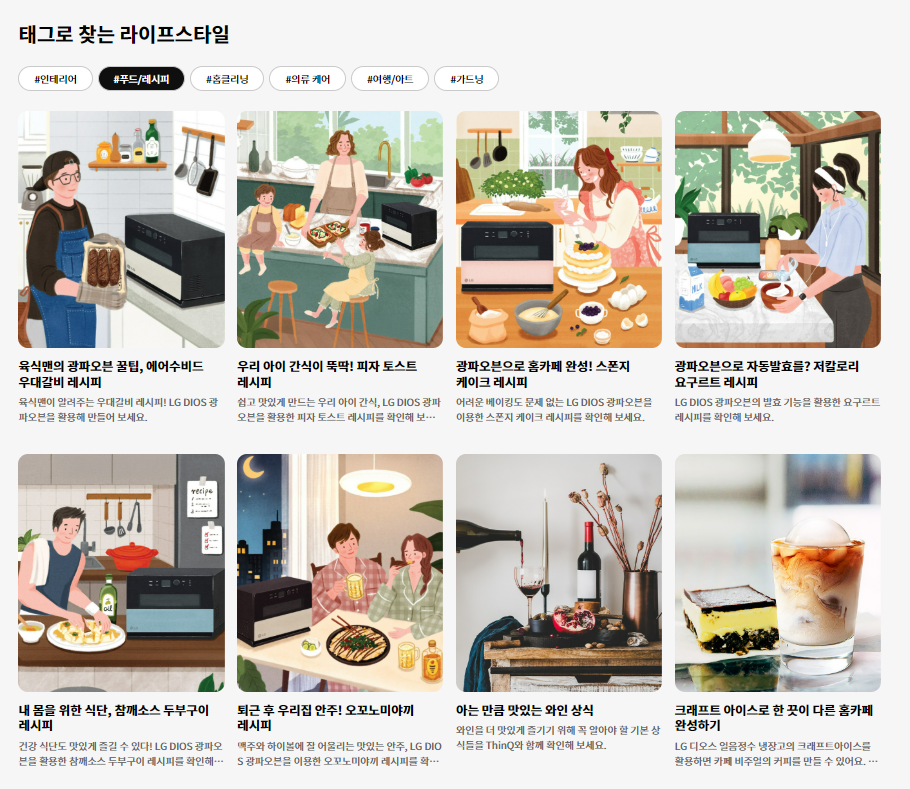 태그로 찾는 라이프스타일
#인테리어
#푸드/레시피
#홈클리닝
#의류 케어
#여행/아트
#가드닝
육식맨의 광파오븐 꿀팁, 에어수비드
우대갈비 레시피
육식맨이 알려주는 우대갈비 레시피! LG DIOS 광
파오븐을 활용해 만들어 보세요.
우리 아이 간식이 뚝딱! 피자 토스트
레시피
쉽고 맛있게 만드는 우리 아이 간식, LG DIOS 광파
오븐을 활용한 피자 토스트 레시피를 확인해 보…
광파오븐으로 홈카페 완성! 스폰지
케이크 레시피
어려운 베이킹도 문제 없는 LG DIOS 광파오븐을
이용한 스폰지 케이크 레시피를 확인해 보세요.
MILK
광파오븐으로 자동발효를? 저칼로리
요구르트 레시피
LG DIOS 광파오븐의 발효 기능을 활용한 요구르트
레시피를 확인해 보세요.
recipe
oil
내 몸을 위한 식단, 참깨소스 두부구이
레시피
건강 식단도 맛있게 즐길 수 있다! LG DIOS 광파오
븐을 활용한 참깨소스 두부구이 레시피를 확인해…
퇴근 후 우리집 안주! 오꼬노미야끼
레시피
맥주와 하이볼에 잘 어울리는 맛있는 안주, LG DIO
S 광파오븐을 이용한 오꼬노미야끼 레시피를 확…
아는 만큼 맛있는 와인 상식
와인을 더 맛있게 즐기기 위해 꼭 알아야 할 기본 상
식들을 ThinQ와 함께 확인해 보세요.
크래프트 아이스로 한 끗이 다른 홈카페
완성하기
LG 디오스 얼음정수 냉장고의 크래프트아이스를
활용하면 카페 비주얼의 커피를 만들 수 있어요. …